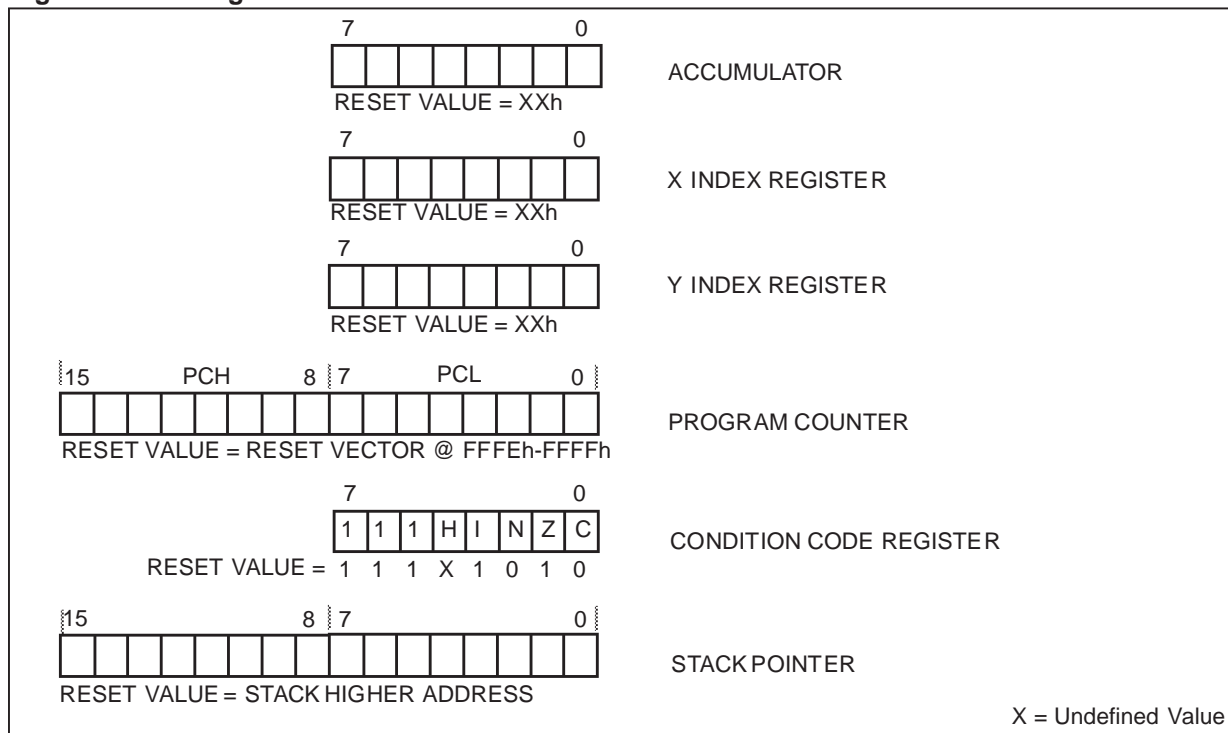 7 0
ACCUMULATOR
RESET VALUE = XXh
7 0
X INDEX REGISTER
RESET VALUE = XXh
7 0
Y INDEX REGISTER
RESET VALUE = XXh
15 PCH 8 7 PCL 0
PROGRAM COUNTER
RESET VALUE = RESET VECTOR @ FFFEh-FFFFh
7 0
1 1 1 H I N Z C
CONDITION CODE REGISTER
RESET VALUE = 1 1 1 X 1 0 1 0
15 8 7 0
STACK POINTER
RESET VALUE = STACK HIGHER ADDRESS
X = Undefined Value